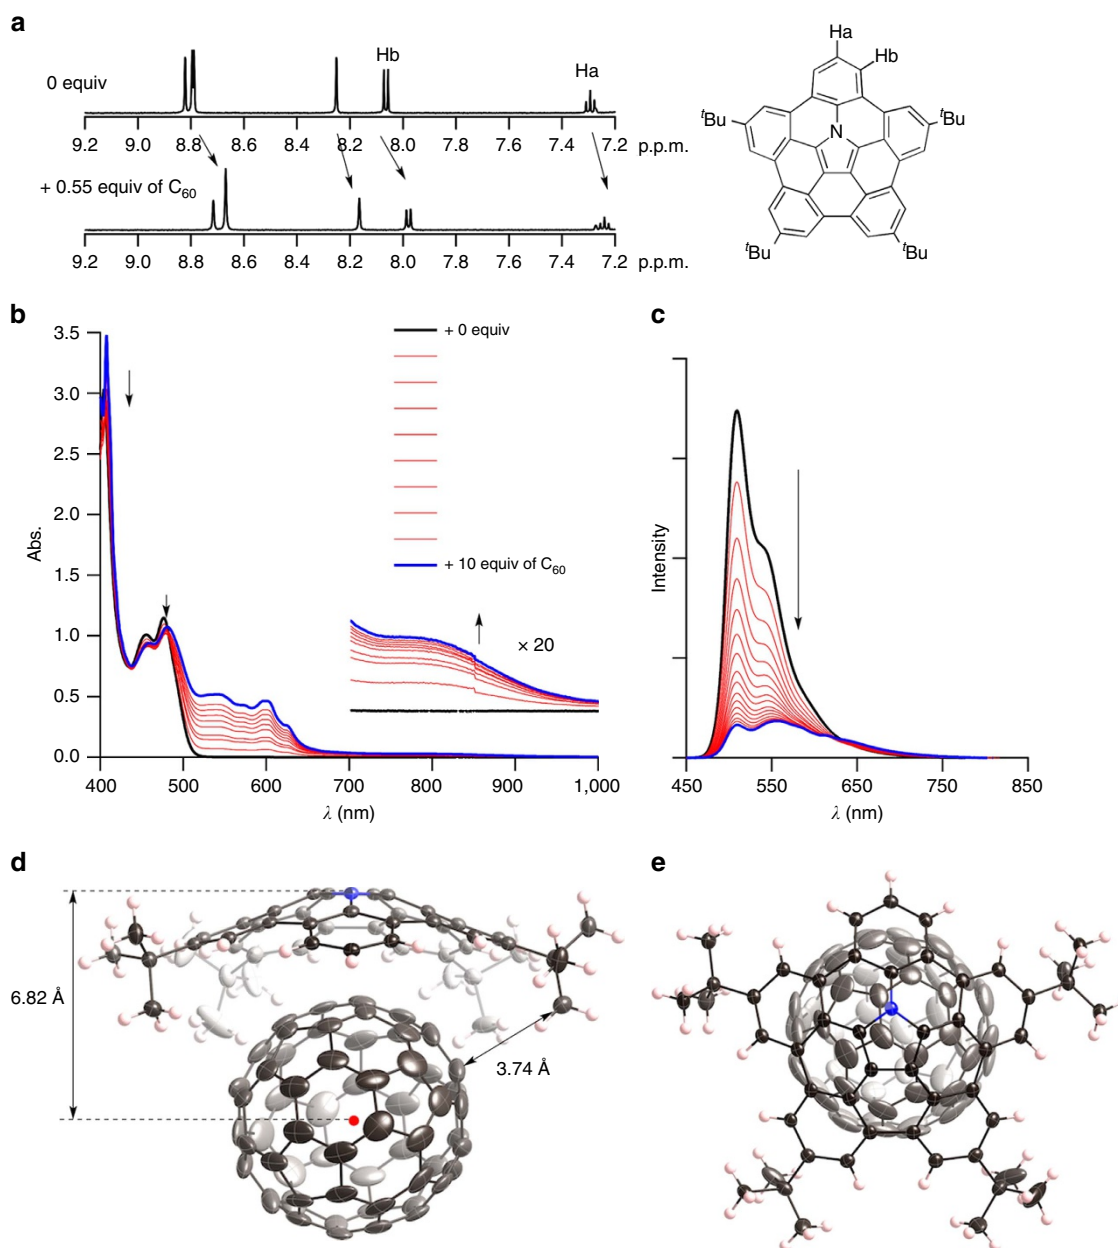 a
0 equiv
Hb
Ha
9.2 9.0 8.8 8.6 8.4 8.2 8.0 7.8 7.6 7.4 7.2 p.p.m.
+ 0.55 equiv of C60
9.2 9.0 8.8 8.6 8.4 8.2 8.0 7.8 7.6 7.4 7.2 p.p.m.
Ha
Hb
tBu
N
tBu
tBu
tBu
b
3.5
3.0
2.5
2.0
1.5
1.0
0.5
0.0
Abs.
+ 0 equiv
+ 10 equiv of C60
× 20
400 500 600 700 800 900 1,000
λ (nm)
c
Intensity
450 550 650 750 850
λ (nm)
d
6.82 Å
3.74 Å
e